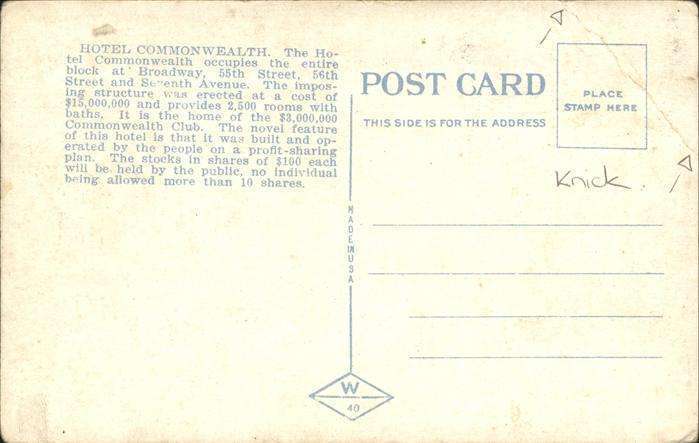 HOTEL COMMONWEALTH. The Ho-
tel Commonwealth occupies the entire
block at Broadway, 55th Street, 56th
Street and Seventh Avenue. The impos-
ing structure was erected at a cost of
$15,000,000 and provides 2,500 rooms with
baths. It is the home of the $3,000,000
Commonwealth Club. The novel feature
of this hotel is that it was built and op-
erated by the people on a profit-sharing
plan. The stocks in shares of $100 each
will be held by the public, no individual
being allowed more than 10 shares.
POST CARD
THIS SIDE IS FOR THE ADDRESS
PLACE
STAMP HERE
Knick
MADE IN USA
W
40